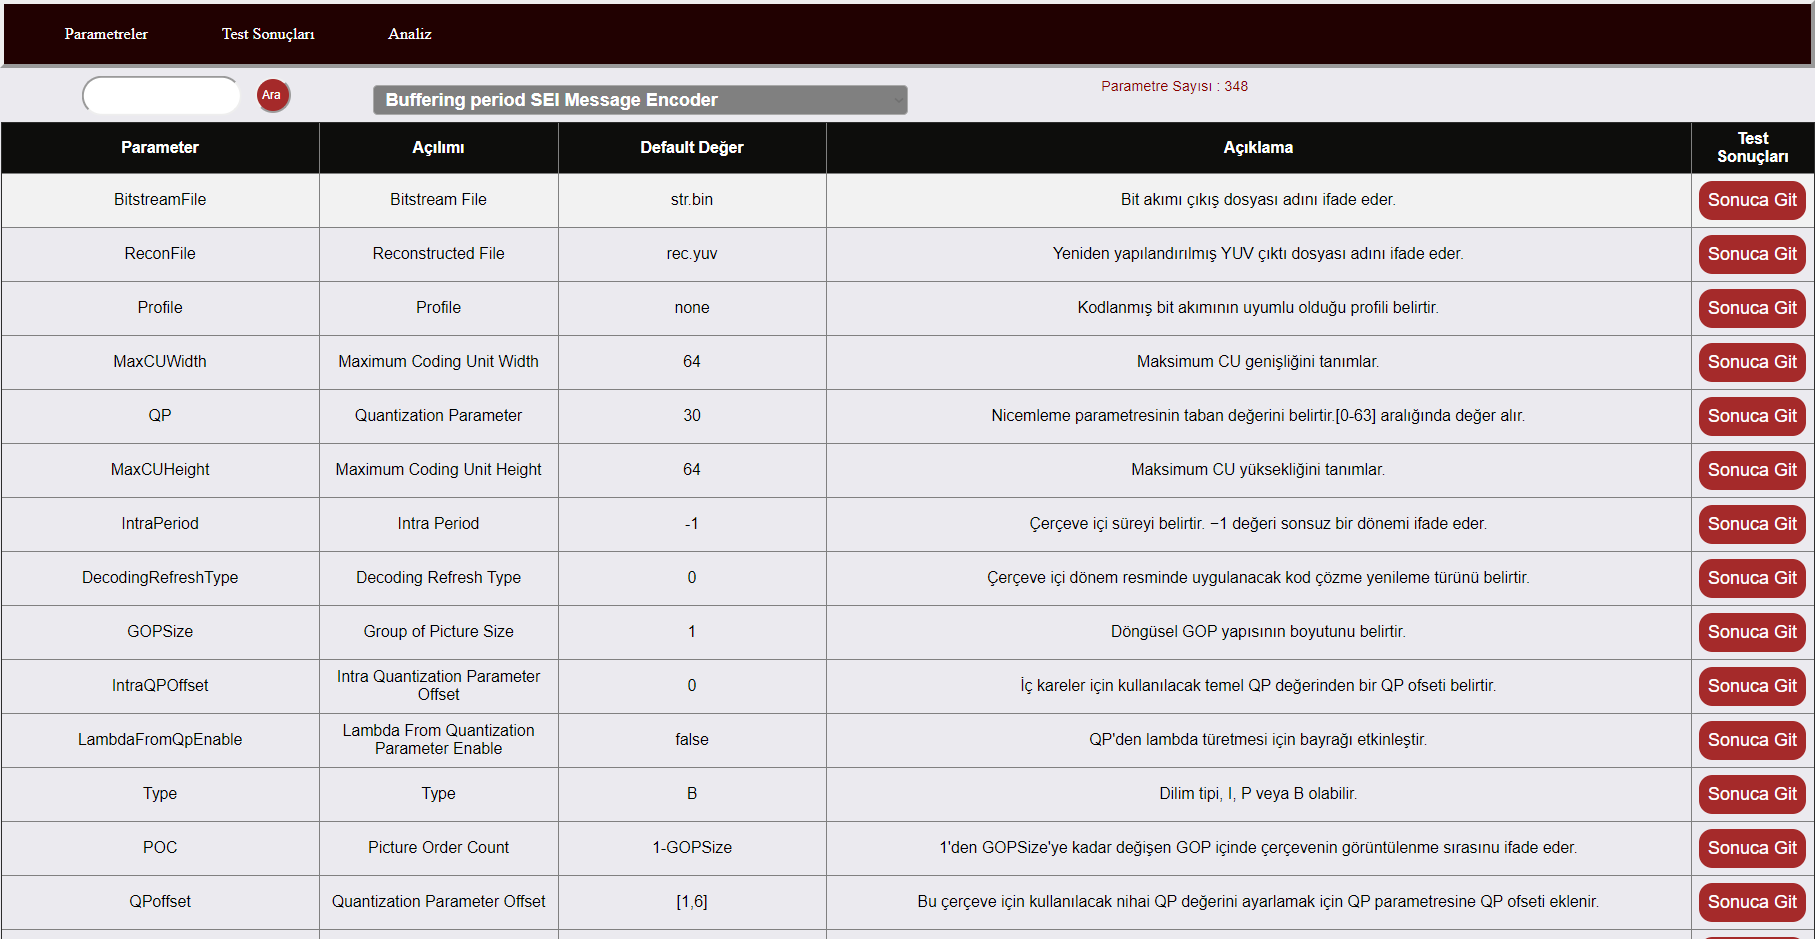 Parametreler Test Sonuçları Analiz
Ara Buffering period SEI Message Encoder Parametre Sayısı : 348
Parameter Açılımı Default Değer Açıklama Test Sonuçları
BitstreamFile Bitstream File str.bin Bit akımı çıkış dosyası adını ifade eder. Sonuca Git
ReconFile Reconstructed File rec.yuv Yeniden yapılandırılmış YUV çıktı dosyası adını ifade eder. Sonuca Git
Profile Profile none Kodlanmış bit akımının uyumlu olduğu profili belirtir. Sonuca Git
MaxCUWidth Maximum Coding Unit Width 64 Maksimum CU genişliğini tanımlar. Sonuca Git
QP Quantization Parameter 30 Nicemleme parametresinin taban değerini belirtir.[0-63] aralığında değer alır. Sonuca Git
MaxCUHeight Maximum Coding Unit Height 64 Maksimum CU yüksekliğini tanımlar. Sonuca Git
IntraPeriod Intra Period -1 Çerçeve içi süreyi belirtir. −1 değeri sonsuz bir dönemi ifade eder. Sonuca Git
DecodingRefreshType Decoding Refresh Type 0 Çerçeve içi dönem resminde uygulanacak kod çözme yenileme türünü belirtir. Sonuca Git
GOPSize Group of Picture Size 1 Döngüsel GOP yapısının boyutunu belirtir. Sonuca Git
IntraQPOffset Intra Quantization Parameter Offset 0 İç kareler için kullanılacak temel QP değerinden bir QP ofseti belirtir. Sonuca Git
LambdaFromQpEnable Lambda From Quantization Parameter Enable false QP'den lambda türetmesi için bayrağı etkinleştir. Sonuca Git
Type Type B Dilim tipi, I, P veya B olabilir. Sonuca Git
POC Picture Order Count 1-GOPSize 1'den GOPSize'ye kadar değişen GOP içinde çerçevenin görüntülenme sırasınu ifade eder. Sonuca Git
QPoffset Quantization Parameter Offset [1,6] Bu çerçeve için kullanılacak nihai QP değerini ayarlamak için QP parametresine QP ofseti eklenir. Sonuca Git